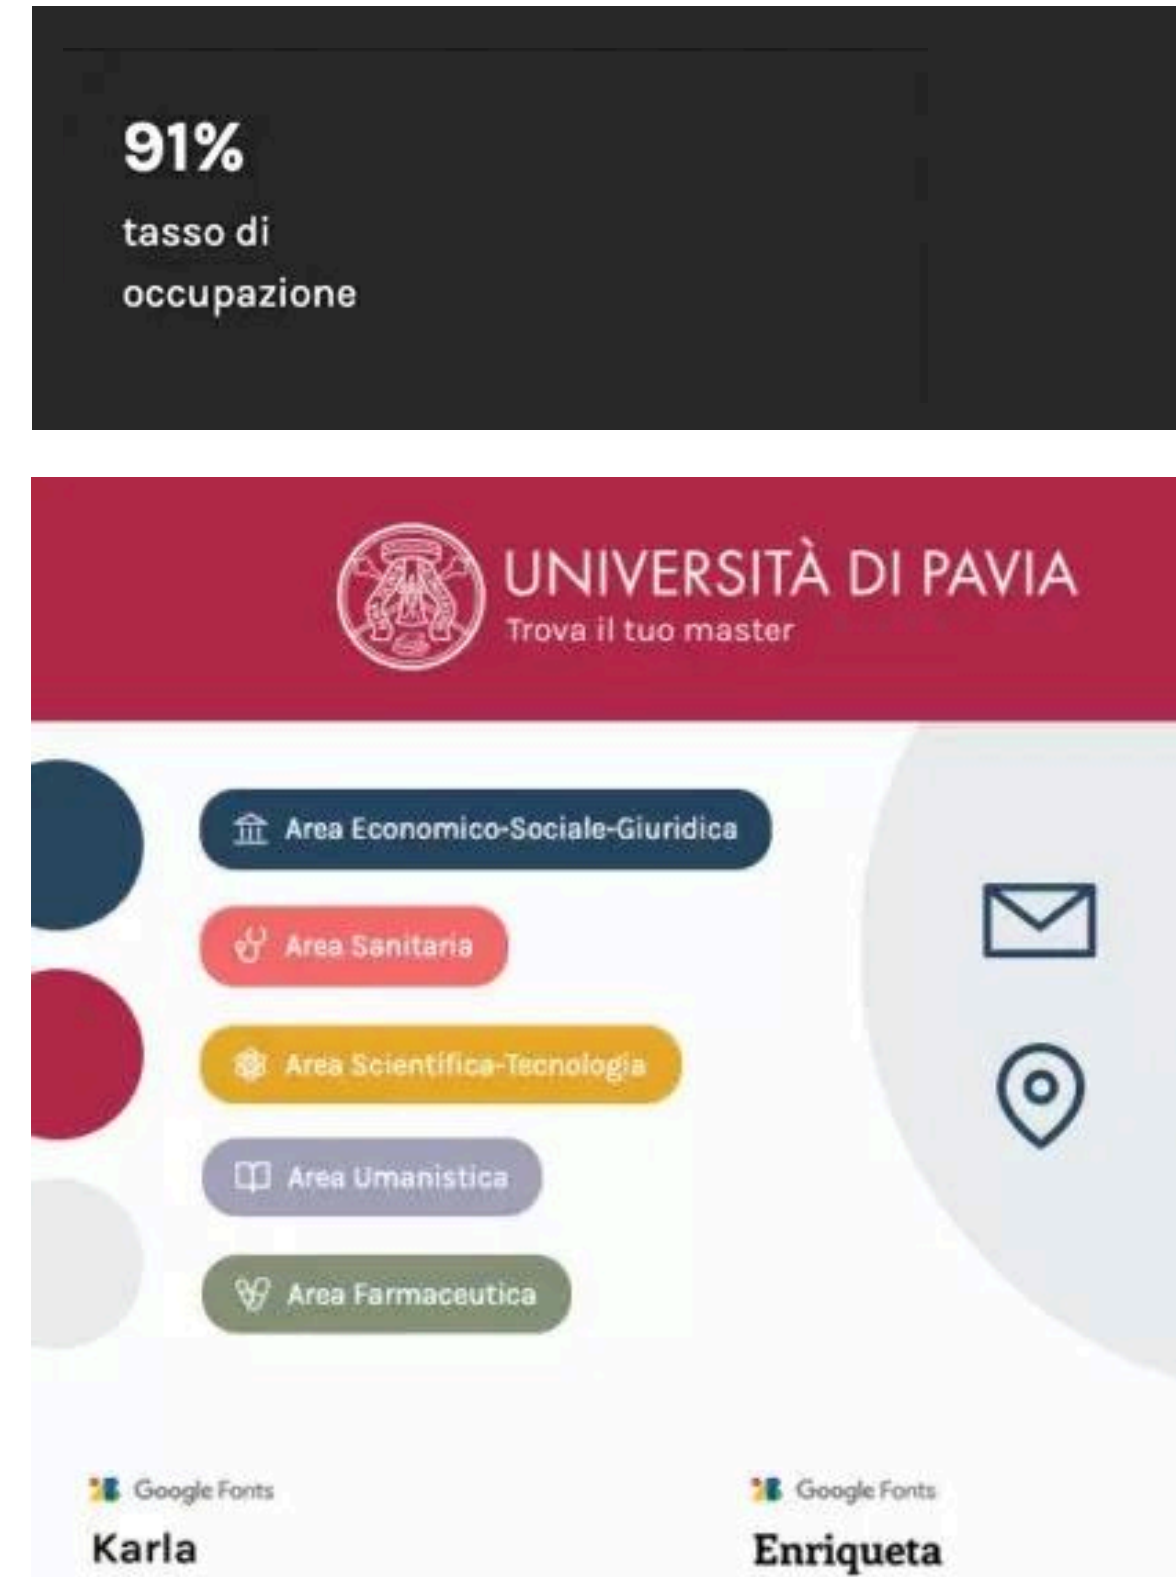 91%
tasso di
occupazione
UNIVERSITÀ DI PAVIA
Trova il tuo master
Area Economico-Sociale-Giuridica
Area Sanitaria
Area Scientifica-Tecnologia
Area Umanistica
Area Farmaceutica
Google Fonts
Karla
Google Fonts
Enriqueta